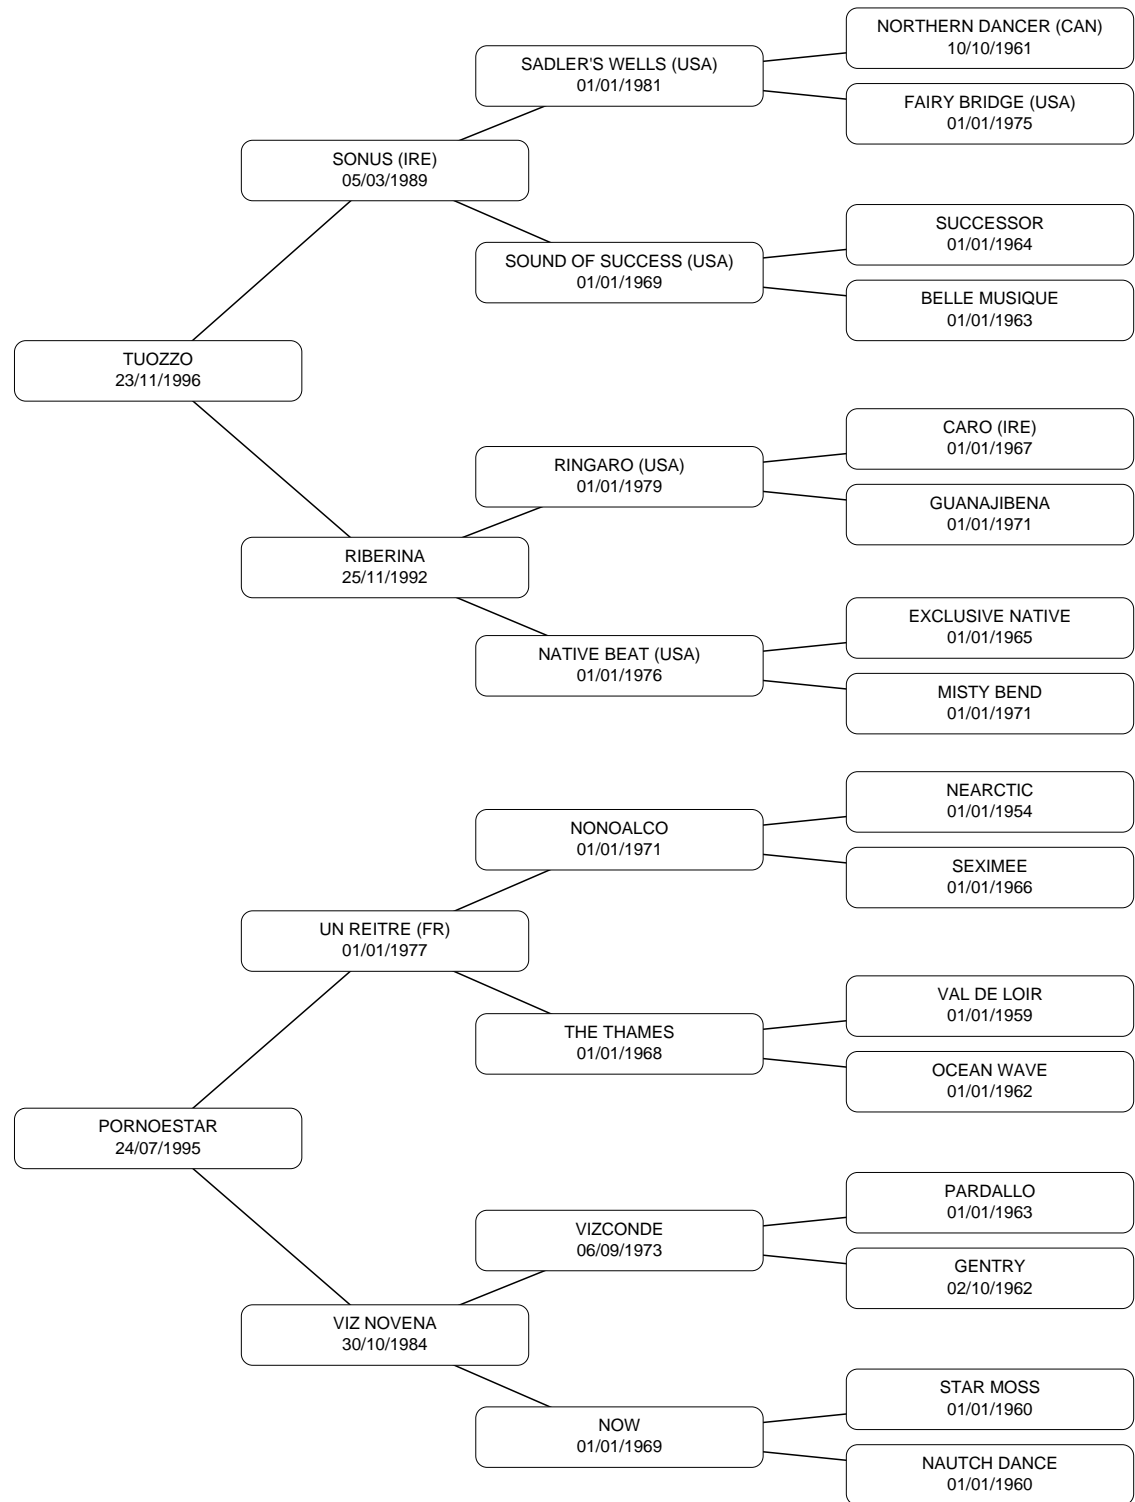 NORTHERN DANCER (CAN)
10/10/1961
SADLER'S WELLS (USA)
01/01/1981
FAIRY BRIDGE (USA)
01/01/1975
SONUS (IRE)
05/03/1989
SUCCESSOR
01/01/1964
SOUND OF SUCCESS (USA)
01/01/1969
BELLE MUSIQUE
01/01/1963
TUOZZO
23/11/1996
CARO (IRE)
01/01/1967
RINGARO (USA)
01/01/1979
GUANAJIBENA
01/01/1971
RIBERINA
25/11/1992
EXCLUSIVE NATIVE
01/01/1965
NATIVE BEAT (USA)
01/01/1976
MISTY BEND
01/01/1971
NEARCTIC
01/01/1954
NONOALCO
01/01/1971
SEXIMEE
01/01/1966
UN REITRE (FR)
01/01/1977
VAL DE LOIR
01/01/1959
THE THAMES
01/01/1968
OCEAN WAVE
01/01/1962
PORNOESTAR
24/07/1995
PARDALLO
01/01/1963
VIZCONDE
06/09/1973
GENTRY
02/10/1962
VIZ NOVENA
30/10/1984
STAR MOSS
01/01/1960
NOW
01/01/1969
NAUTCH DANCE
01/01/1960